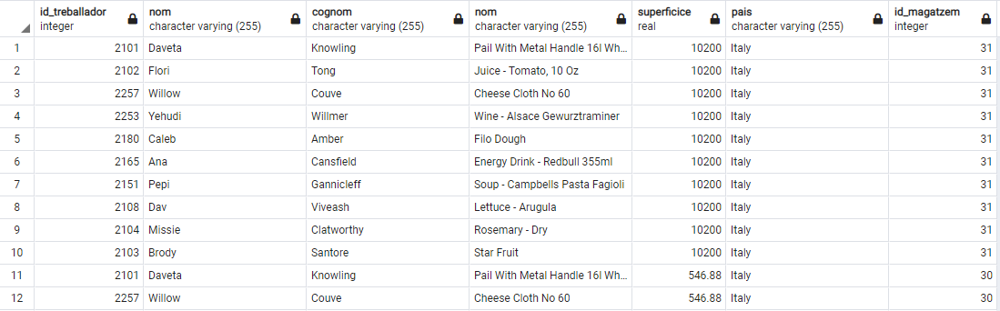 id_treballador nom cognom nom superficice pais id_magatzem
integer character varying (255) character varying (255) character varying (255) real character varying (255) integer
1 2101 Daveta Knowling Pail With Metal Handle 16l Wh... 10200 Italy 31
2 2102 Flori Tong Juice - Tomato, 10 Oz 10200 Italy 31
3 2257 Willow Couve Cheese Cloth No 60 10200 Italy 31
4 2253 Yehudi Willmer Wine - Alsace Gewurztraminer 10200 Italy 31
5 2180 Caleb Amber Filo Dough 10200 Italy 31
6 2165 Ana Cansfield Energy Drink - Redbull 355ml 10200 Italy 31
7 2151 Pepi Gannicleff Soup - Campbells Pasta Fagioli 10200 Italy 31
8 2108 Dav Viveash Lettuce - Arugula 10200 Italy 31
9 2104 Missie Clatworthy Rosemary - Dry 10200 Italy 31
10 2103 Brody Santore Star Fruit 10200 Italy 31
11 2101 Daveta Knowling Pail With Metal Handle 16l Wh... 546.88 Italy 30
12 2257 Willow Couve Cheese Cloth No 60 546.88 Italy 30